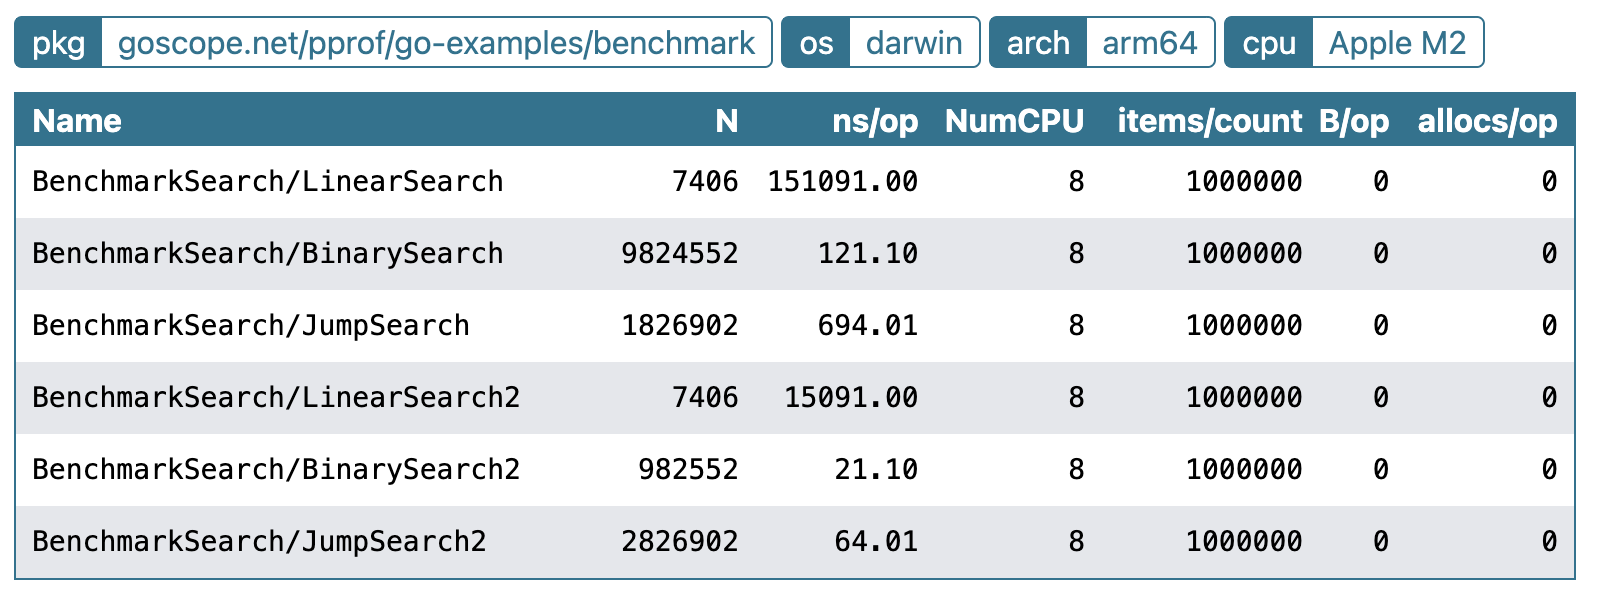 pkg goscope.net/pprof/go-examples/benchmark os darwin arch arm64 cpu Apple M2
Name N ns/op NumCPU items/count B/op allocs/op
BenchmarkSearch/LinearSearch 7406 151091.00 8 1000000 0 0
BenchmarkSearch/BinarySearch 9824552 121.10 8 1000000 0 0
BenchmarkSearch/JumpSearch 1826902 694.01 8 1000000 0 0
BenchmarkSearch/LinearSearch2 7406 15091.00 8 1000000 0 0
BenchmarkSearch/BinarySearch2 982552 21.10 8 1000000 0 0
BenchmarkSearch/JumpSearch2 2826902 64.01 8 1000000 0 0